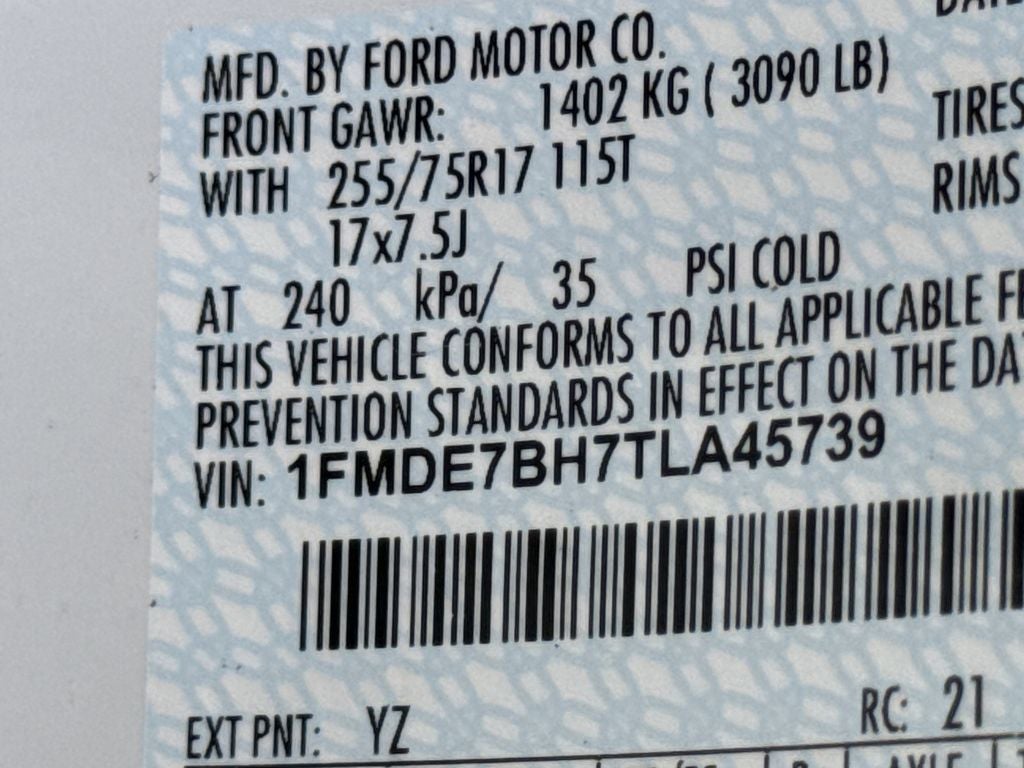 MFD. BY FORD MOTOR CO.
FRONT GAWR: 1402 KG ( 3090 LB)
WITH 255/75R17 115T TIRES
17x7.5J RIMS
AT 240 kPa/ 35 PSI COLD
THIS VEHICLE CONFORMS TO ALL APPLICABLE
PREVENTION STANDARDS IN EFFECT ON THE
VIN: 1FMDE7BH7TLA45739
EXT PNT: YZ RC: 21
AXLE